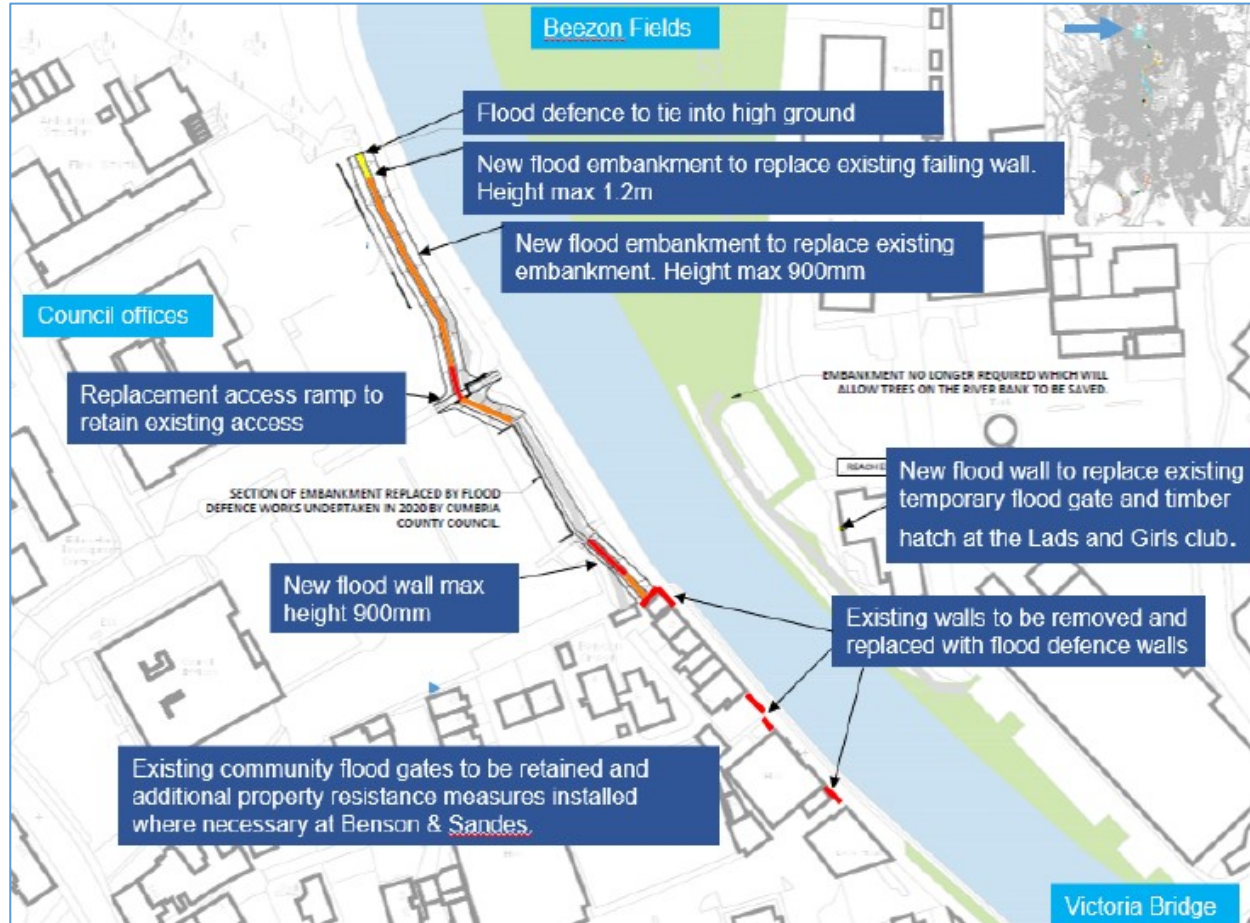 Beezon Fields
Flood defence to tie into high ground
New flood embankment to replace existing failing wall.
Height max 1.2m
New flood embankment to replace existing
embankment. Height max 900mm
Council offices
Replacement access ramp to
retain existing access
EMBANKMENT NO LONGER REQUIRED WHICH WILL
ALLOW TREES ON THE RIVER BANK TO BE SAVED.
New flood wall to replace existing
temporary flood gate and timber
hatch at the Lads and Girls club.
SECTION OF EMBANKMENT REPLACED BY FLOOD
DEFENCE WORKS UNDERTAKEN IN 2020 BY CUMBRIA
COUNTY COUNCIL.
New flood wall max
height 900mm
Existing walls to be removed and
replaced with flood defence walls
Existing community flood gates to be retained and
additional property resistance measures installed
where necessary at Benson & Sandes.
Victoria Bridge